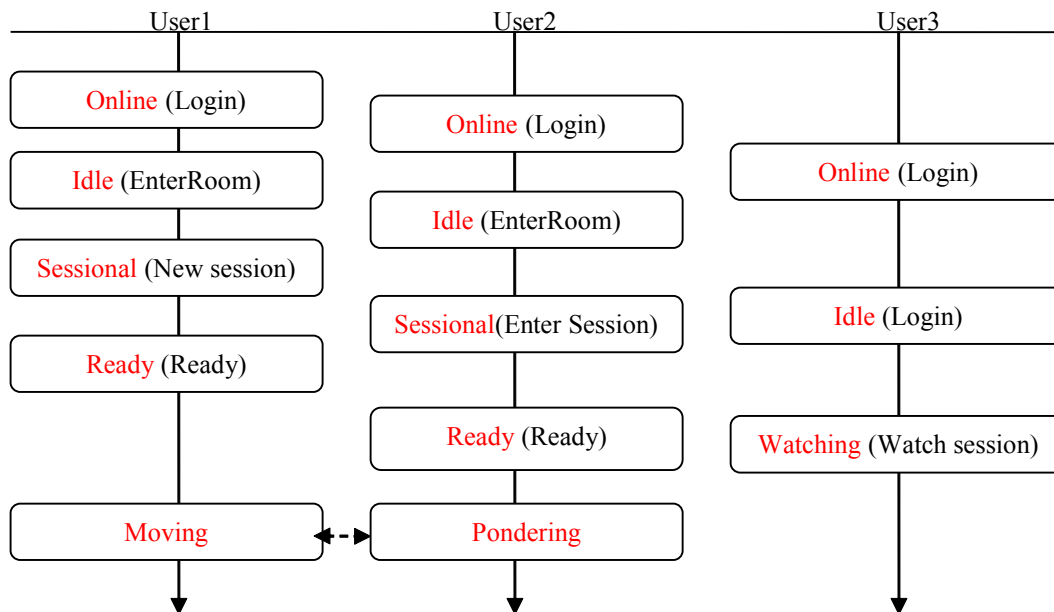 User1
User2
User3
Online (Login)
Idle (EnterRoom)
Sessional (New session)
Ready (Ready)
Moving
Online (Login)
Idle (EnterRoom)
Sessional(Enter Session)
Ready (Ready)
Pondering
Online (Login)
Idle (Login)
Watching (Watch session)